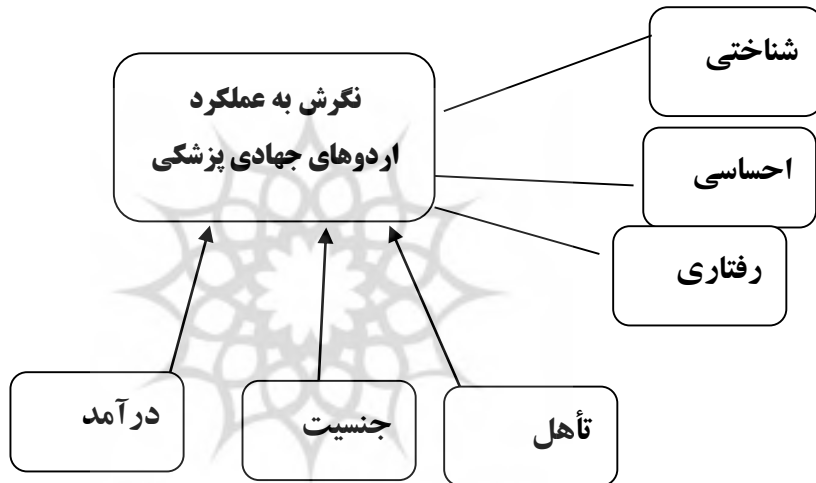 شناختی
نگرش به عملکرد
اردوهای جهادی پزشکی
احساسی
رفتاری
درآمد
جنسیت
تأهل